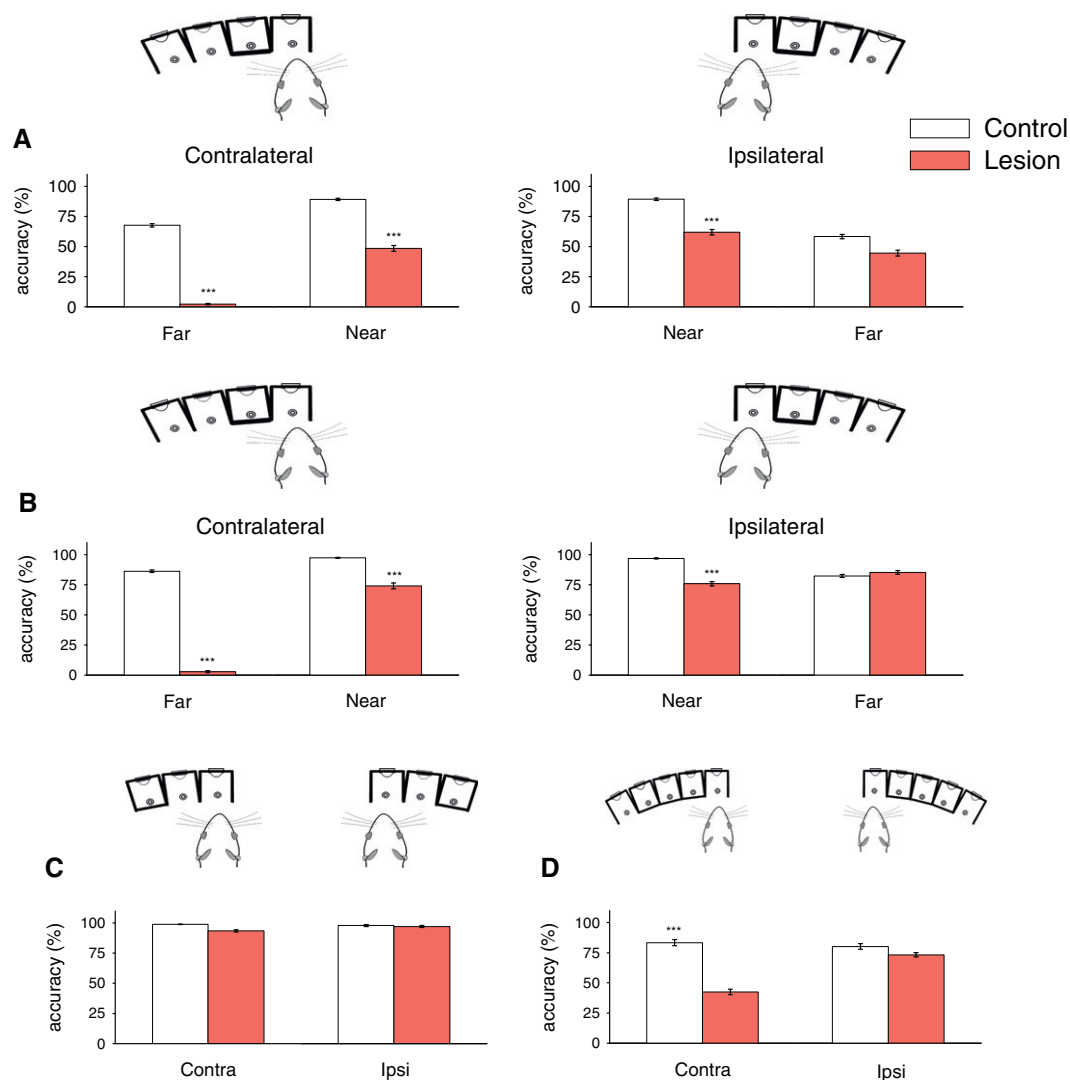 Control
Lesion
A
Contralateral
accuracy (%)
100
75
50
25
0
***
***
Far
Near
Ipsilateral
accuracy (%)
100
75
50
25
0
***
Near
Far
B
Contralateral
accuracy (%)
100
75
50
25
0
***
***
Far
Near
Ipsilateral
accuracy (%)
100
75
50
25
0
***
Near
Far
C
accuracy (%)
100
75
50
25
0
Contra
Ipsi
D
accuracy (%)
100
75
50
25
0
***
Contra
Ipsi